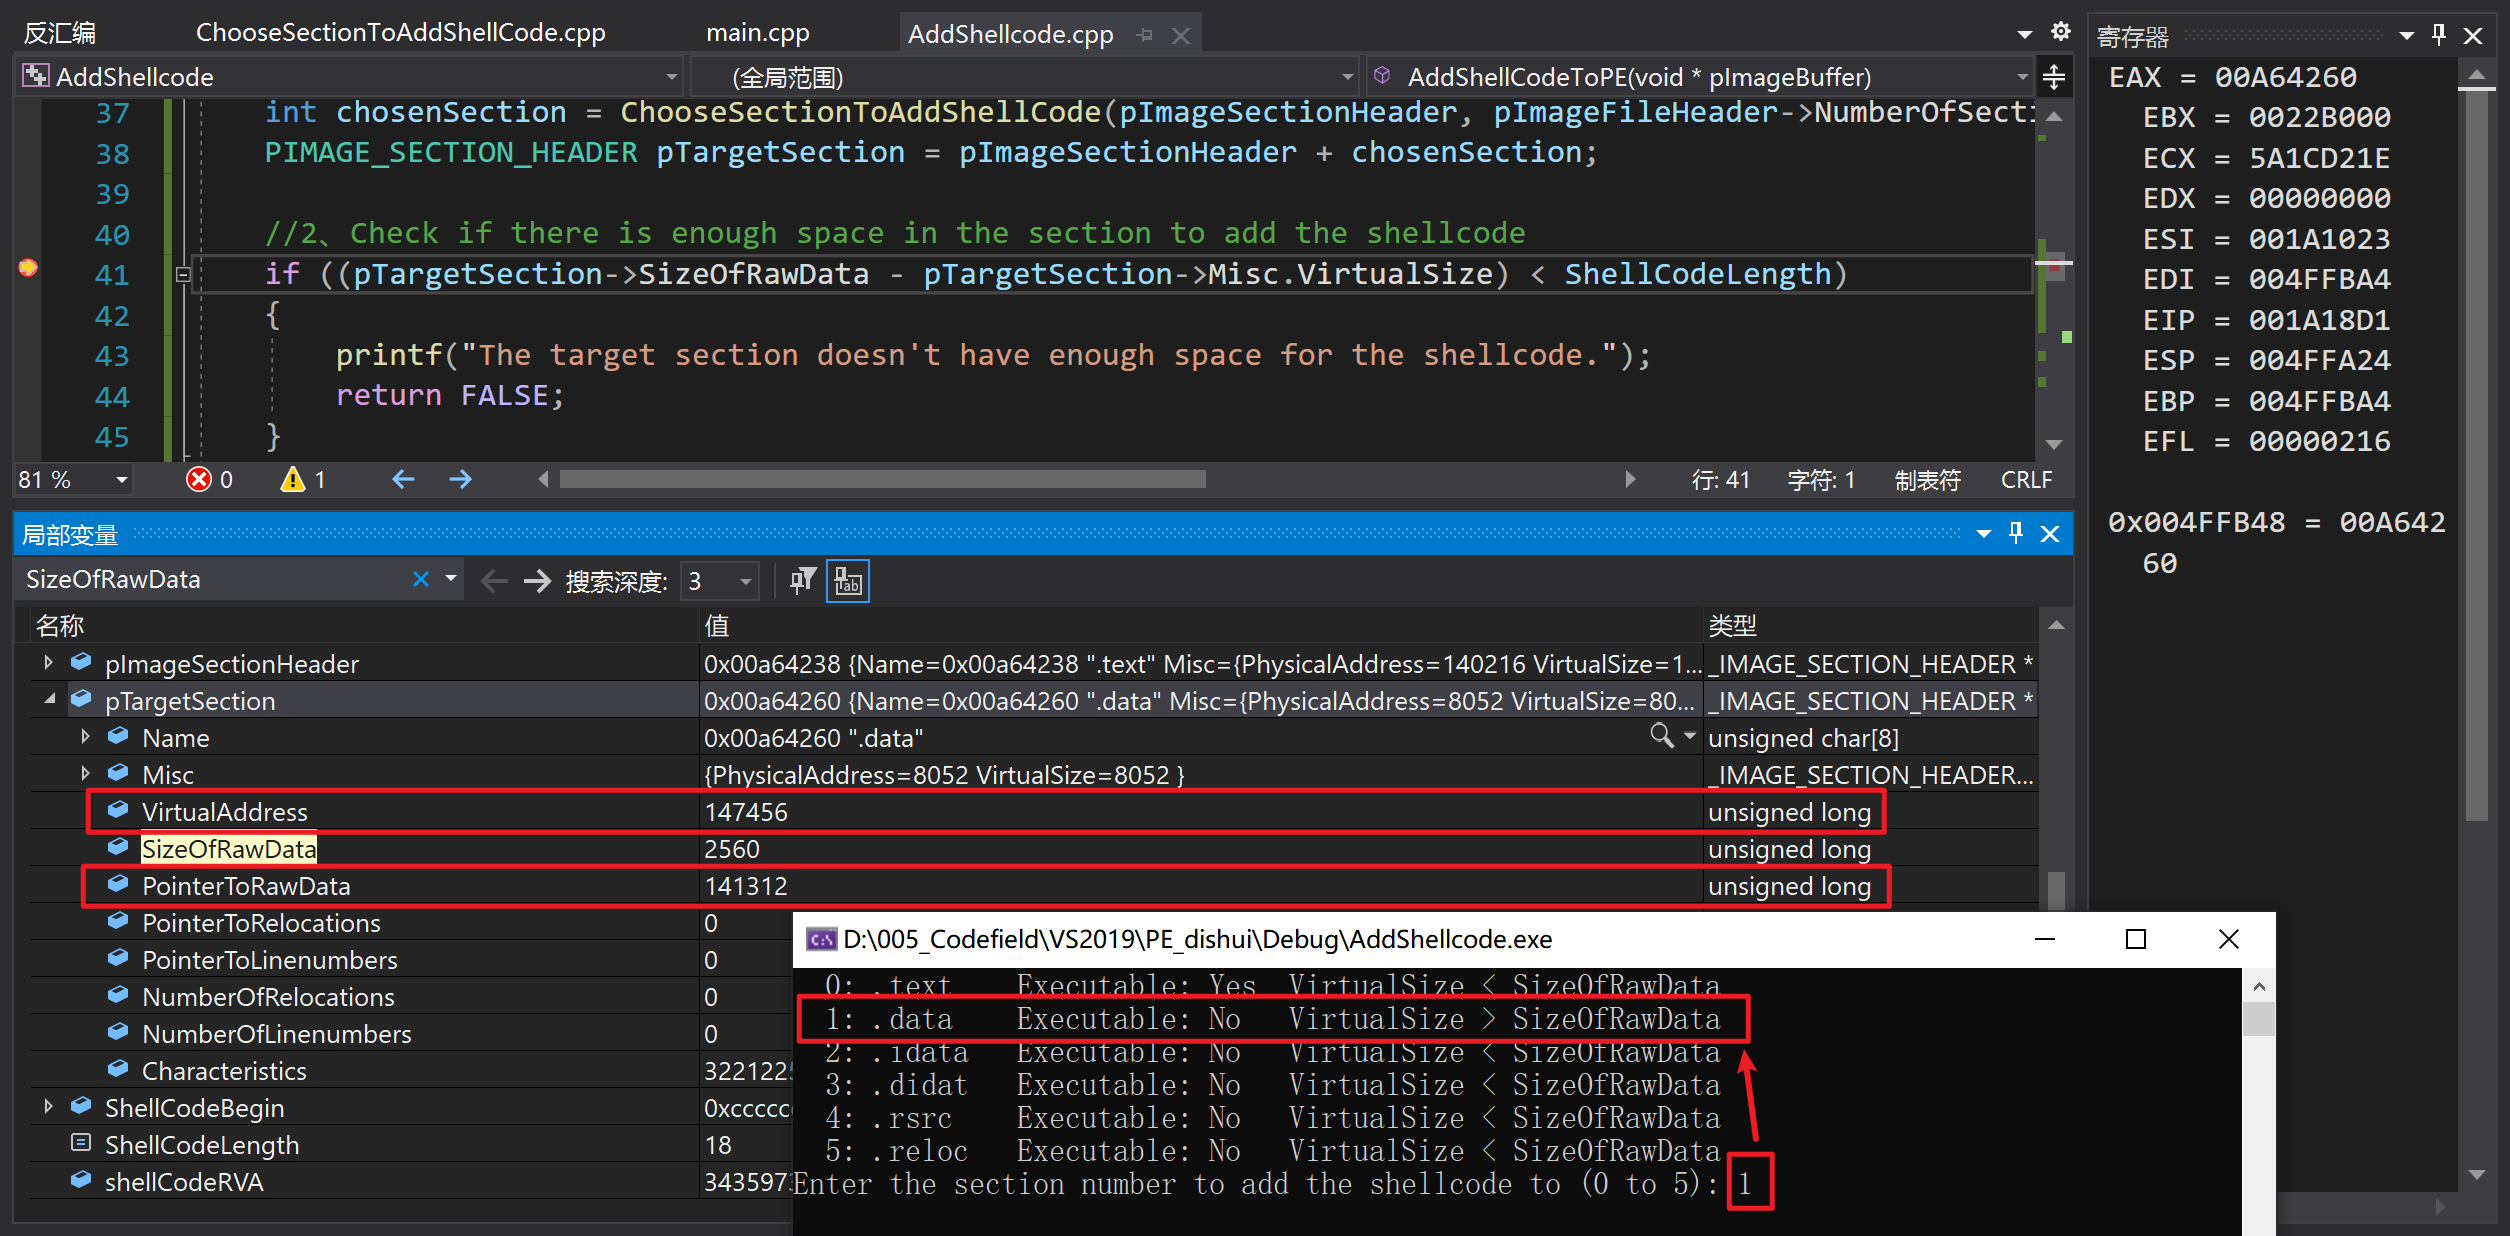 反汇编 ChooseSectionToAddShellCode.cpp main.cpp AddShellcode.cpp
AddShellcode (全局范围) AddShellCodeToPE(void * pImageBuffer)
37 int chosenSection = ChooseSectionToAddShellCode(pImageSectionHeader, pImageFileHeader->NumberOfSecti
38 PIMAGE_SECTION_HEADER pTargetSection = pImageSectionHeader + chosenSection;
39
40 //2、Check if there is enough space in the section to add the shellcode
41 if ((pTargetSection->SizeOfRawData - pTargetSection->Misc.VirtualSize) < ShellCodeLength)
42 {
43 printf("The target section doesn't have enough space for the shellcode.");
44 return FALSE;
45 }
81 % 0 1 行: 41 字符: 1 制表符 CRLF
局部变量
SizeOfRawData 搜索深度: 3
名称 值 类型
pImageSectionHeader 0x00a64238 {Name=0x00a64238 ".text" Misc={PhysicalAddress=140216 VirtualSize=1... _IMAGE_SECTION_HEADER *
pTargetSection 0x00a64260 {Name=0x00a64260 ".data" Misc={PhysicalAddress=8052 VirtualSize=80... _IMAGE_SECTION_HEADER *
Name 0x00a64260 ".data" unsigned char[8]
Misc {PhysicalAddress=8052 VirtualSize=8052 } _IMAGE_SECTION_HEADER...
VirtualAddress 147456 unsigned long
SizeOfRawData 2560 unsigned long
PointerToRawData 141312 unsigned long
PointerToRelocations 0
PointerToLinenumbers 0
NumberOfRelocations 0
NumberOfLinenumbers 0
Characteristics 3221225
ShellCodeBegin 0xcccccc
ShellCodeLength 18
shellCodeRVA 3435973
D:\005_Codefield\VS2019\PE_dishui\Debug\AddShellcode.exe
0: .text Executable: Yes VirtualSize < SizeOfRawData
1: .data Executable: No VirtualSize > SizeOfRawData
2: .idata Executable: No VirtualSize < SizeOfRawData
3: .didat Executable: No VirtualSize < SizeOfRawData
4: .rsrc Executable: No VirtualSize < SizeOfRawData
5: .reloc Executable: No VirtualSize < SizeOfRawData
Enter the section number to add the shellcode to (0 to 5): 1
寄存器
EAX = 00A64260
EBX = 0022B000
ECX = 5A1CD21E
EDX = 00000000
ESI = 001A1023
EDI = 004FFBA4
EIP = 001A18D1
ESP = 004FFA24
EBP = 004FFBA4
EFL = 00000216
0x004FFB48 = 00A642
60